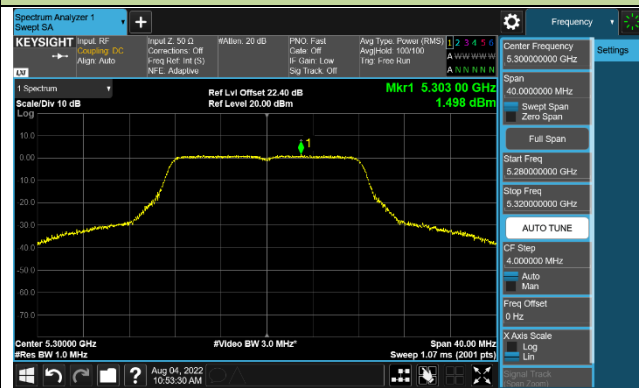 Spectrum Analyzer 1
Swept SA
Frequency
KEYSIGHT
Input: RF
Coupling: DC
Align: Auto
Input Z: 50 Ω
Corrections: Off
Freq Ref: Int (S)
NFE: Adaptive
#Atten: 20 dB
PNO: Fast
Gate: Off
IF Gain: Low
Sig Track: Off
Avg Type: Power (RMS)
Avg|Hold: 100/100
Trig: Free Run
1 2 3 4 5 6
A W W W W W
A N N N N N
LXI
Center Frequency
5.300000000 GHz
Settings
1 Spectrum
Scale/Div 10 dB
Log
Ref Lvl Offset 22.40 dB
Ref Level 20.00 dBm
Mkr1 5.303 00 GHz
1.498 dBm
Span
40.0000000 MHz
Swept Span
Zero Span
Full Span
Start Freq
5.280000000 GHz
Stop Freq
5.320000000 GHz
AUTO TUNE
CF Step
4.000000 MHz
Auto
Man
Freq Offset
0 Hz
X Axis Scale
Log
Lin
Signal Track
(Span Zoom)
10.0
0.00
1
10.0
20.0
30.0
40.0
-50.0
60.0
70.0
Center 5.30000 GHz
#Res BW 1.0 MHz
#Video BW 3.0 MHz*
Span 40.00 MHz
Sweep 1.07 ms (2001 pts)
?
Aug 04, 2022
10:53:30 AM